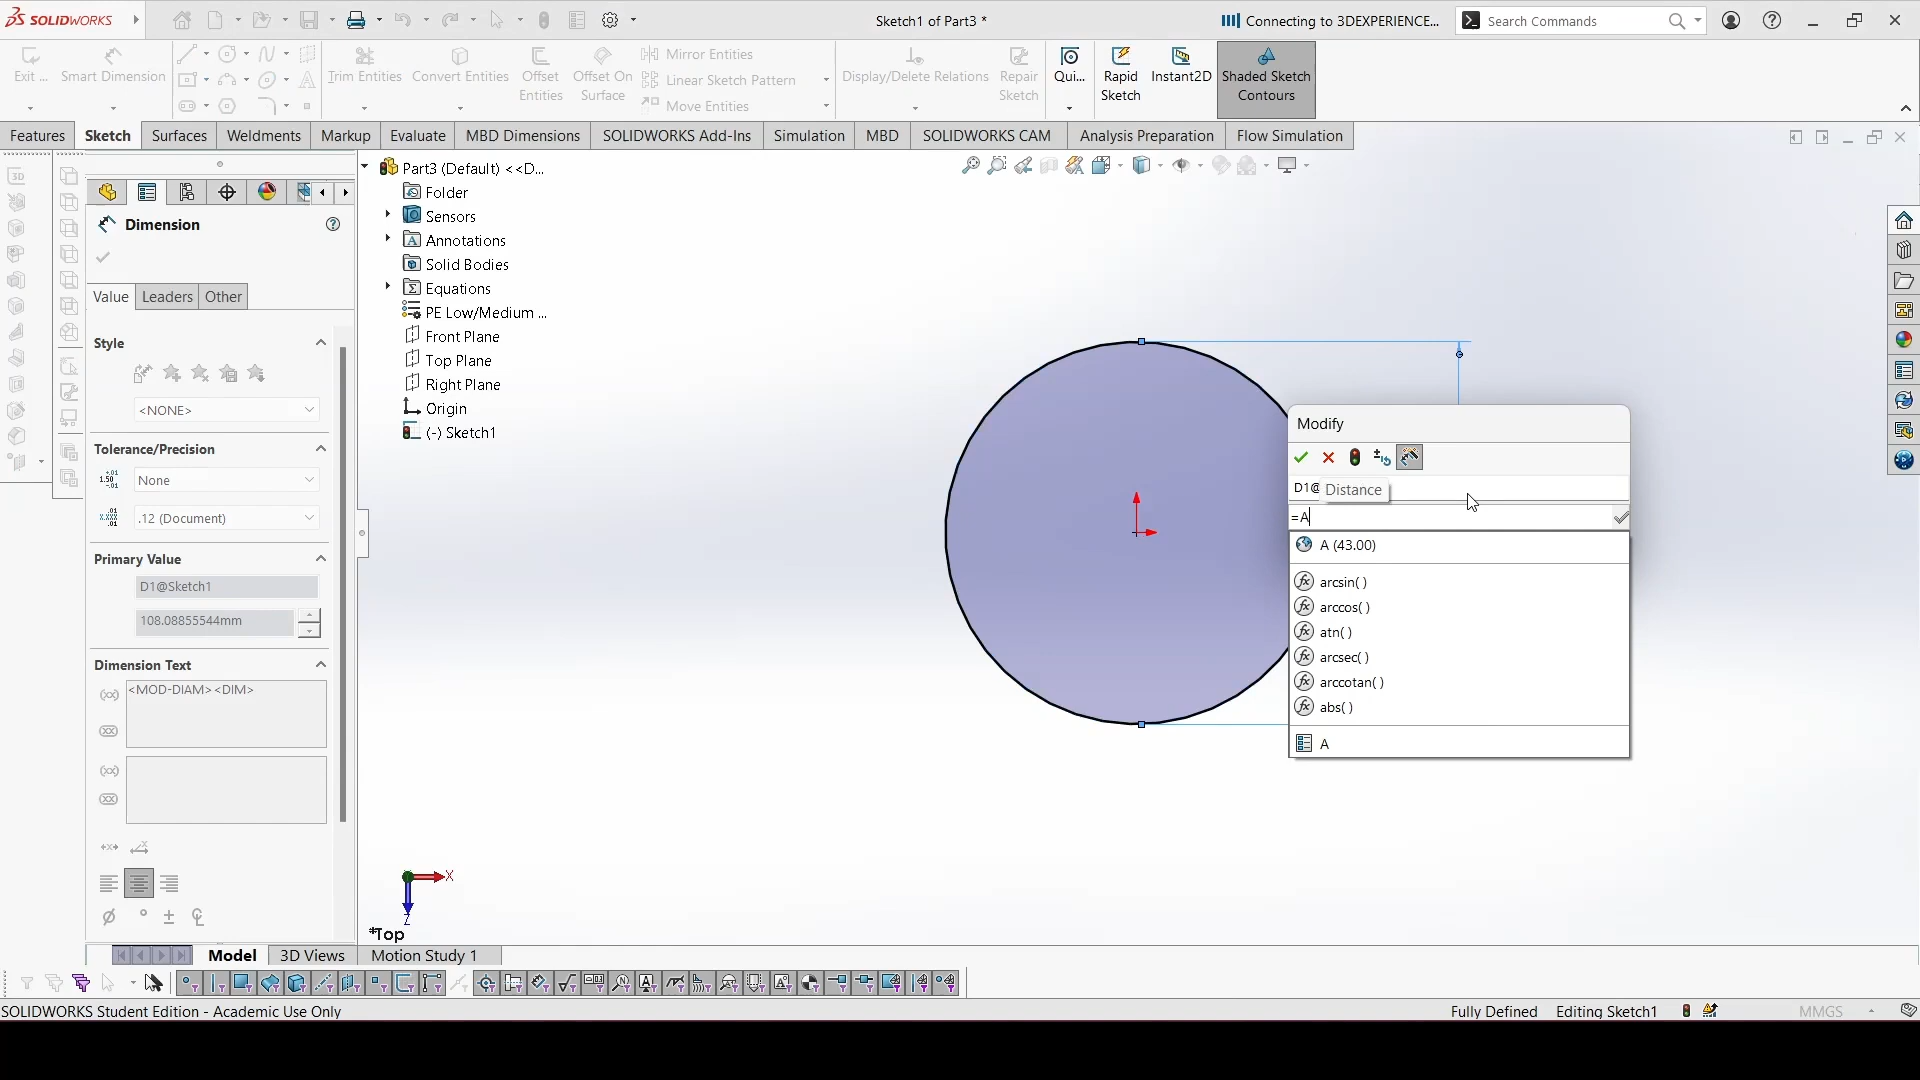 SOLIDWORKS
Sketch1 of Part3 *
Connecting to 3DEXPERIENCE...
Search Commands
Exit ...
Smart Dimension
Trim Entities
Convert Entities
Offset
Entities
Offset On
Surface
Mirror Entities
Linear Sketch Pattern
Move Entities
Display/Delete Relations
Repair
Sketch
Qui...
Rapid
Sketch
Instant2D
Shaded Sketch
Contours
Features
Sketch
Surfaces
Weldments
Markup
Evaluate
MBD Dimensions
SOLIDWORKS Add-Ins
Simulation
MBD
SOLIDWORKS CAM
Analysis Preparation
Flow Simulation
Dimension
Value
Leaders
Other
Style
<NONE>
Tolerance/Precision
None
.12 (Document)
Primary Value
D1@Sketch1
108.08855544mm
Dimension Text
<MOD-DIAM><DIM>
Part3 (Default) <<D...
Folder
Sensors
Annotations
Solid Bodies
Equations
PE Low/Medium ...
Front Plane
Top Plane
Right Plane
Origin
(-) Sketch1
Modify
D1@
Distance
=A
A (43.00)
arcsin( )
arccos( )
atn( )
arcsec( )
arccotan( )
abs( )
A
X
Z
*Top
Model
3D Views
Motion Study 1
SOLIDWORKS Student Edition - Academic Use Only
Fully Defined
Editing Sketch1
MMGS